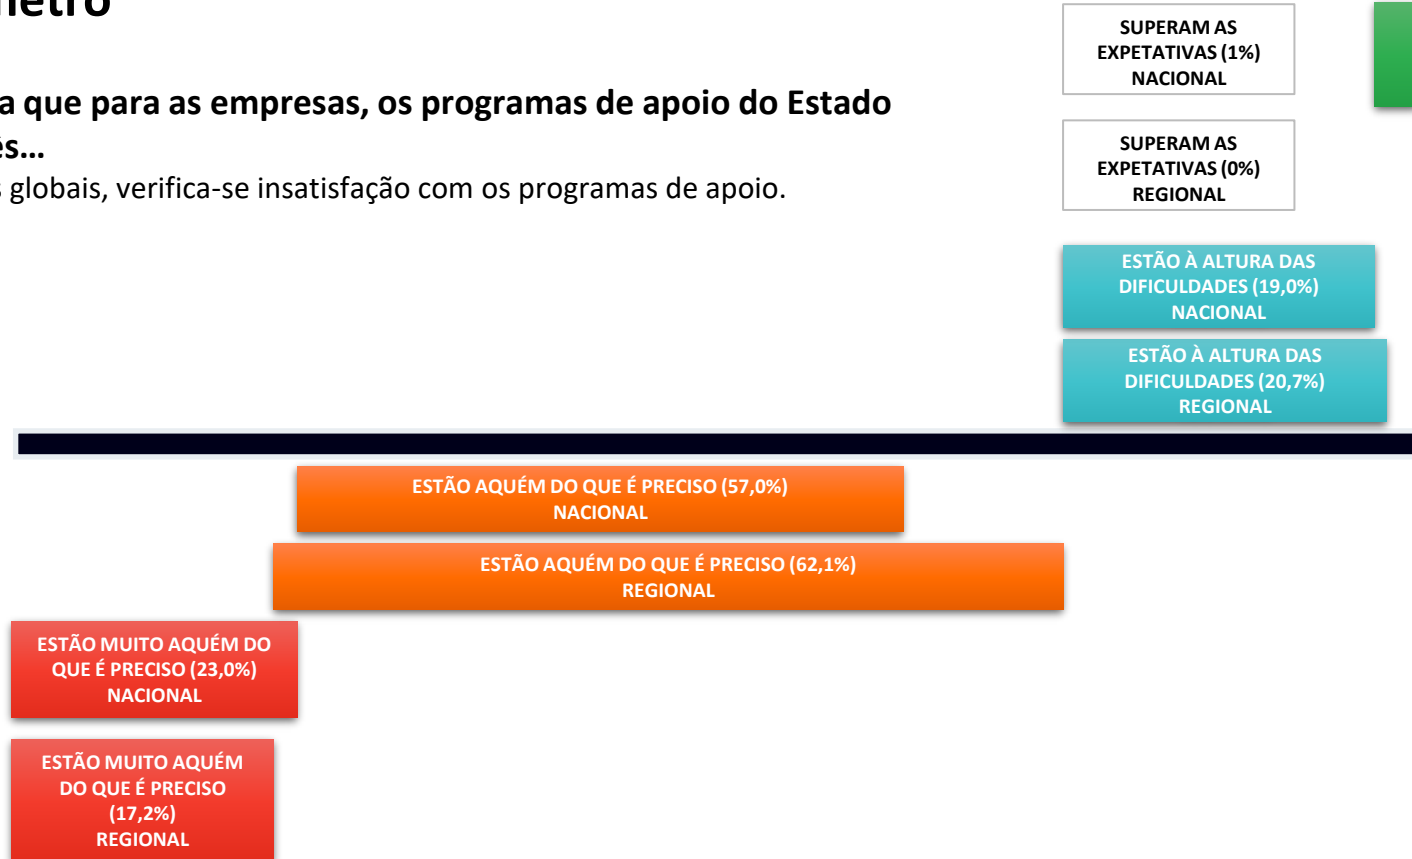 SUPERAM AS
EXPETATIVAS (1%)
NACIONAL
a que para as empresas, os programas de apoio do Estado
SUPERAM AS
EXPETATIVAS (0%)
REGIONAL
s globais, verifica-se insatisfação com os programas de apoio.
ESTÃO À ALTURA DAS
DIFICULDADES (19,0%)
NACIONAL
ESTÃO À ALTURA DAS
DIFICULDADES (20,7%)
REGIONAL
ESTÃO AQUÉM DO QUE É PRECISO (57,0%)
NACIONAL
ESTÃO AQUÉM DO QUE É PRECISO (62,1%)
REGIONAL
ESTÃO MUITO AQUÉM DO
QUE É PRECISO (23,0%)
NACIONAL
ESTÃO MUITO AQUÉM
DO QUE É PRECISO
(17,2%)
REGIONAL